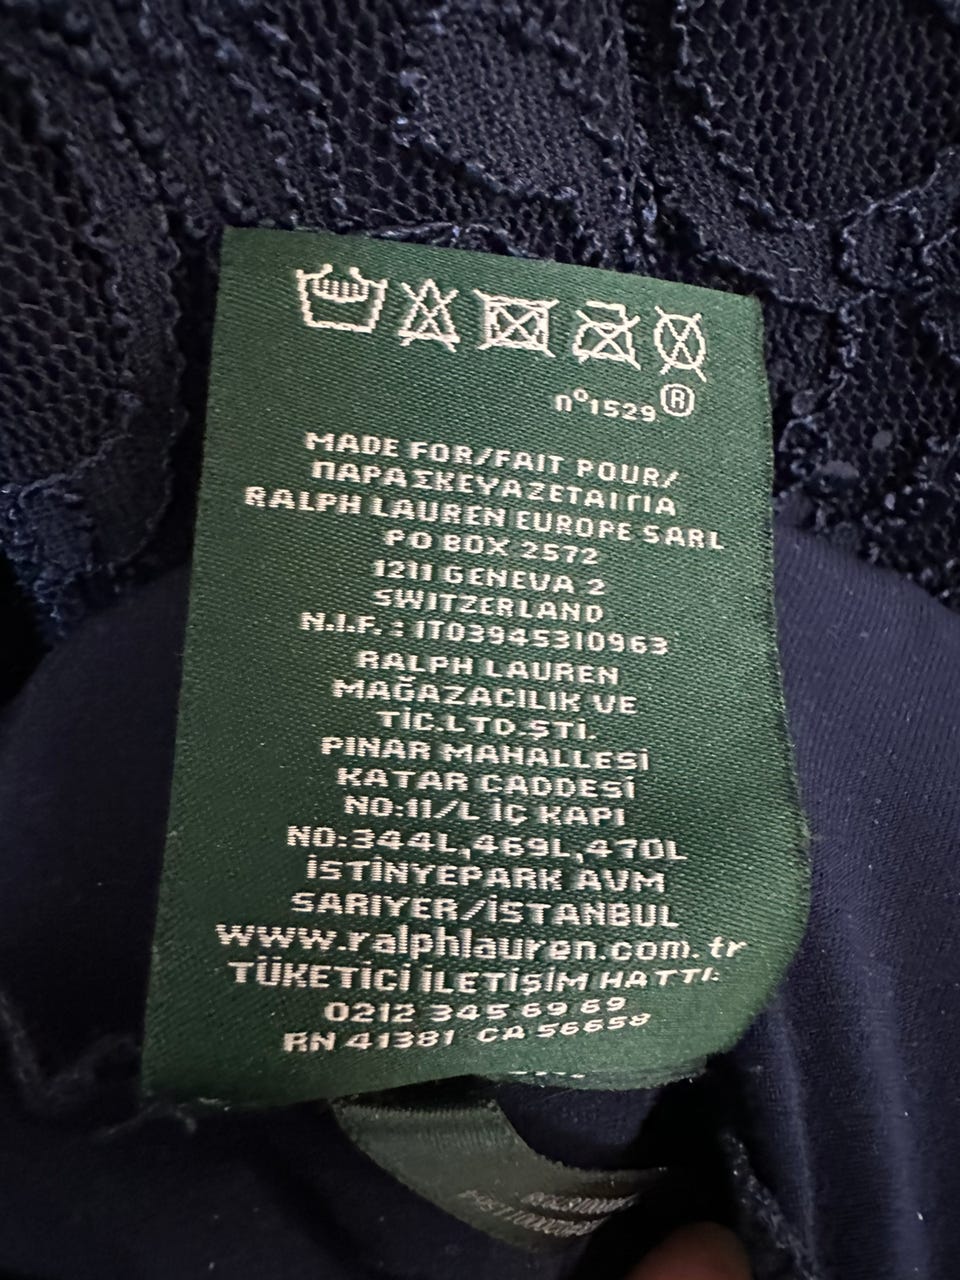 n°1529 ®
MADE FOR/FAIT POUR/
ΠΑΡΑΣΚΕΥΑΖΕΤΑΙ ΓΙΑ
RALPH LAUREN EUROPE SARL
PO BOX 2572
1211 GENEVA 2
SWITZERLAND
N.I.F. : IT03945310963
RALPH LAUREN
MAĞAZACILIK VE
TİC.LTD.ŞTİ.
PINAR MAHALLESİ
KATAR CADDESİ
NO:11/L İÇ KAPI
NO:344L,469L,470L
İSTİNYEPARK AVM
SARIYER/İSTANBUL
www.ralphlauren.com.tr
TÜKETİCİ İLETİŞİM HATTI:
0212 345 69 69
RN 41381 CA 56658